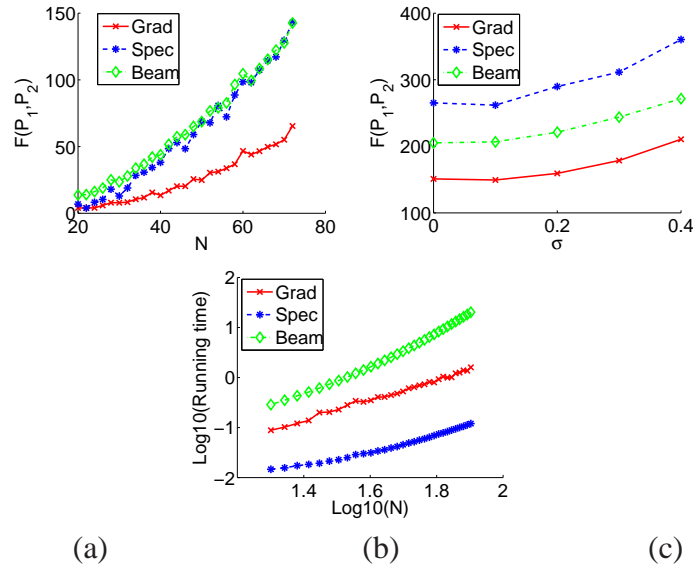 150
100
50
0
20
40
60
80
N
F(P1,P2)
Grad
Spec
Beam
400
300
200
100
0
0.2
0.4
σ
F(P1,P2)
Grad
Spec
Beam
2
1
0
−1
−2
1.4
1.6
1.8
2
Log10(N)
Log10(Running time)
Grad
Spec
Beam
(a) (b) (c)